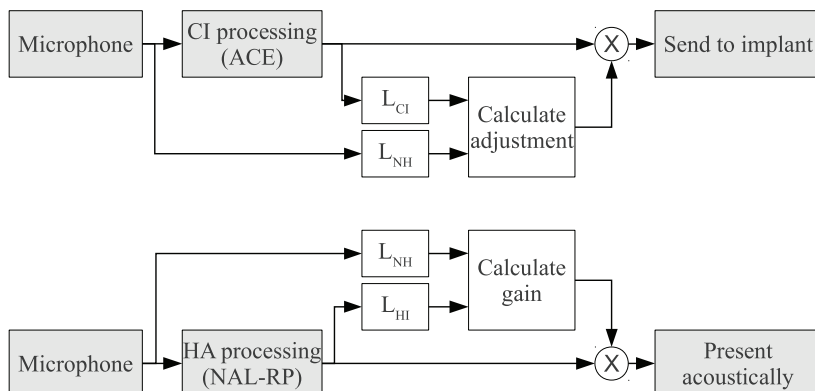 Microphone
CI processing
(ACE)
X
Send to implant
L_CI
Calculate
adjustment
L_NH
L_NH
Calculate
gain
L_HI
Microphone
HA processing
(NAL-RP)
X
Present
acoustically